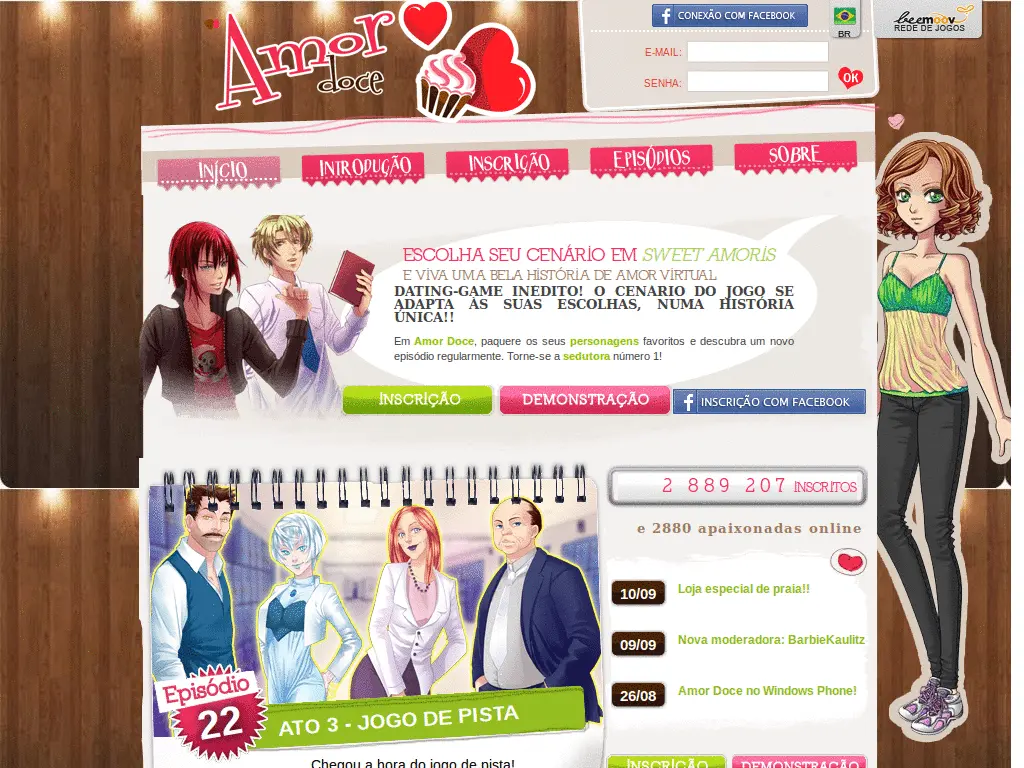 Amor
doce
CONEXÃO COM FACEBOOK
BR
beemoov
REDE DE JOGOS
E-MAIL:
SENHA:
OK
INÍCIO
INTRODUÇÃO
INSCRIÇÃO
EPISÓDIOS
SOBRE
ESCOLHA SEU CENÁRIO EM SWEET AMORIS
E VIVA UMA BELA HISTÓRIA DE AMOR VIRTUAL
DATING-GAME INEDITO! O CENARIO DO JOGO SE
ADAPTA ÀS SUAS ESCOLHAS, NUMA HISTÓRIA
ÚNICA!!
Em Amor Doce, paquere os seus personagens favoritos e descubra um novo
episódio regularmente. Torne-se a sedutora número 1!
INSCRIÇÃO
DEMONSTRAÇÃO
INSCRIÇÃO COM FACEBOOK
2 889 207 INSCRITOS
e 2880 apaixonadas online
10/09 Loja especial de praia!!
09/09 Nova moderadora: BarbieKaulitz
26/08 Amor Doce no Windows Phone!
Episódio
22
ATO 3 - JOGO DE PISTA
Chegou a hora do jogo de pista!
INSCRIÇÃO
DEMONSTRAÇÃO